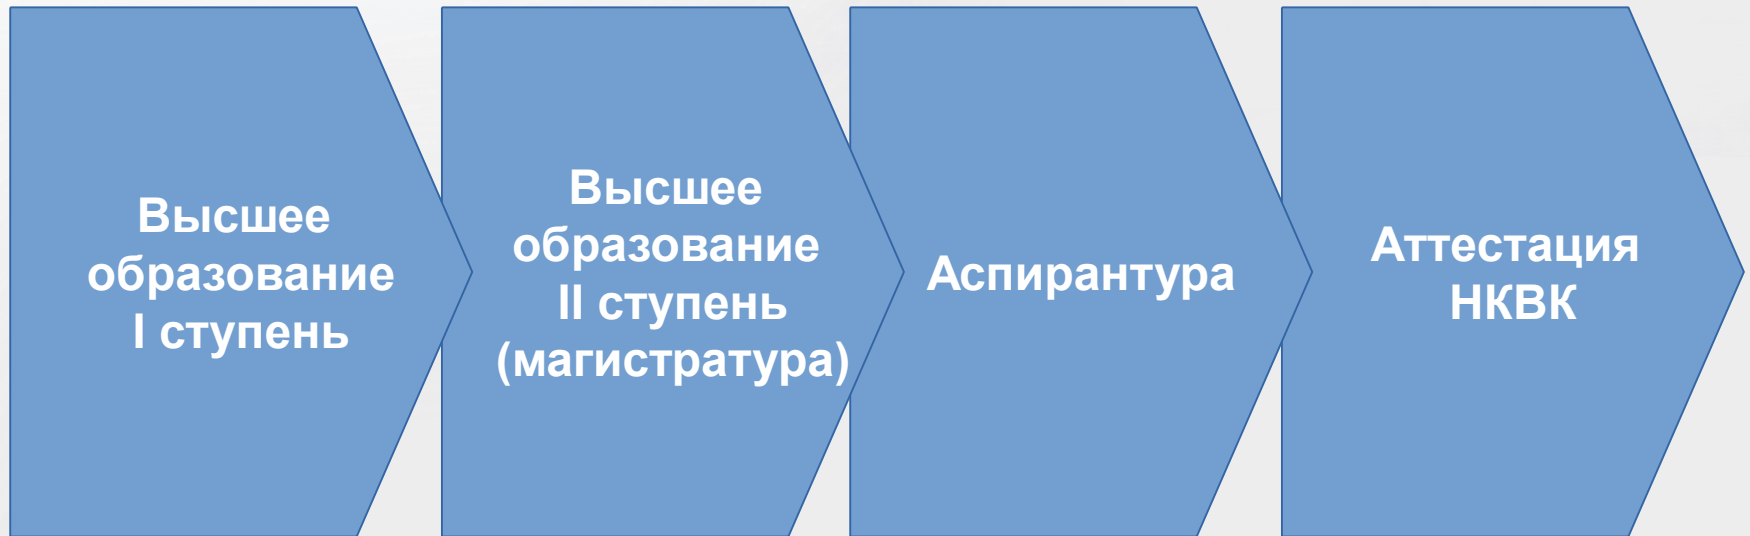 Высшее
образование
I ступень
Высшее
образование
II ступень
(магистратура)
Аспирантура
Аттестация
НКВК